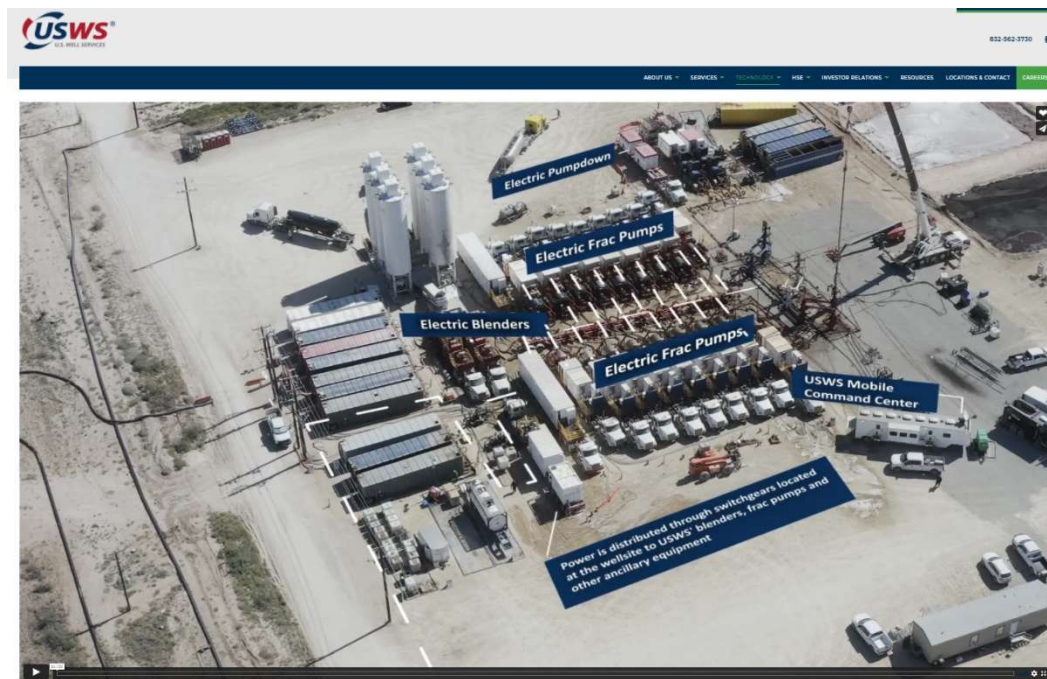 USWS®
U.S. WELL SERVICES
832-562-3730
ABOUT US SERVICES TECHNOLOGY HSE INVESTOR RELATIONS RESOURCES LOCATIONS & CONTACT CAREERS
Electric Pumpdown
Electric Frac Pumps
Electric Blenders
Electric Frac Pumps
USWS Mobile
Command Center
Power is distributed through switchgears located
at the wellsite to USWS' blenders, frac pumps and
other ancillary equipment